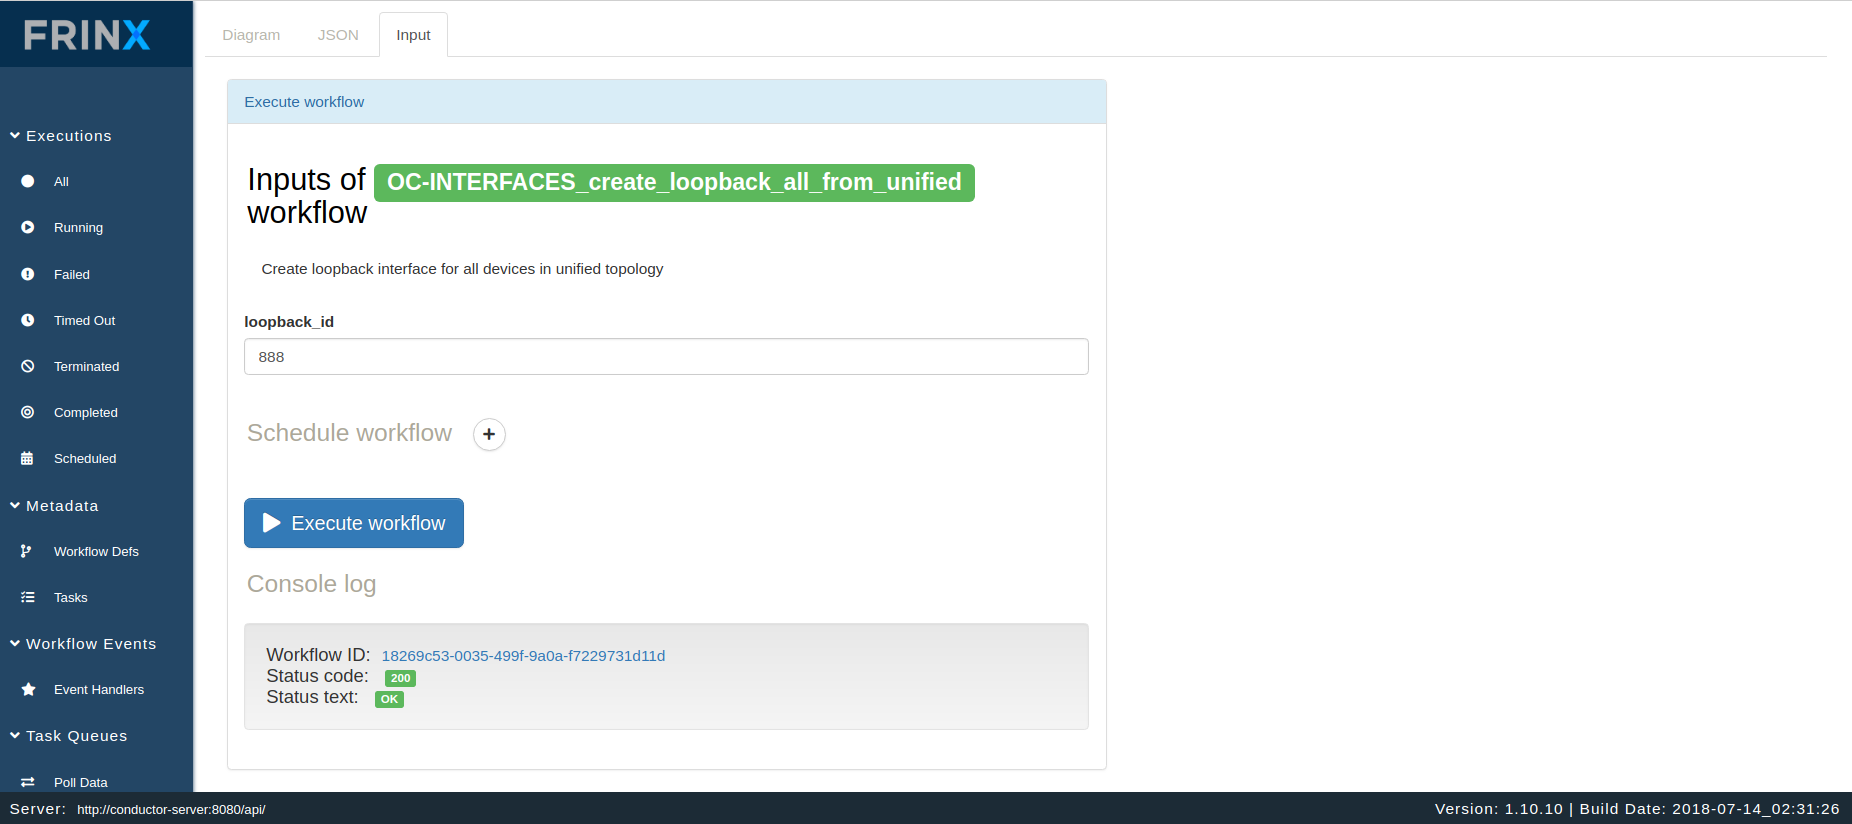 FRINX
Diagram
JSON
Input
Executions
All
Running
Failed
Timed Out
Terminated
Completed
Scheduled
Metadata
Workflow Defs
Tasks
Workflow Events
Event Handlers
Task Queues
Poll Data
Execute workflow
Inputs of OC-INTERFACES_create_loopback_all_from_unified
workflow
Create loopback interface for all devices in unified topology
loopback_id
888
Schedule workflow
Execute workflow
Console log
Workflow ID: 18269c53-0035-499f-9a0a-f7229731d11d
Status code: 200
Status text: OK
Server: http://conductor-server:8080/api/
Version: 1.10.10 | Build Date: 2018-07-14_02:31:26